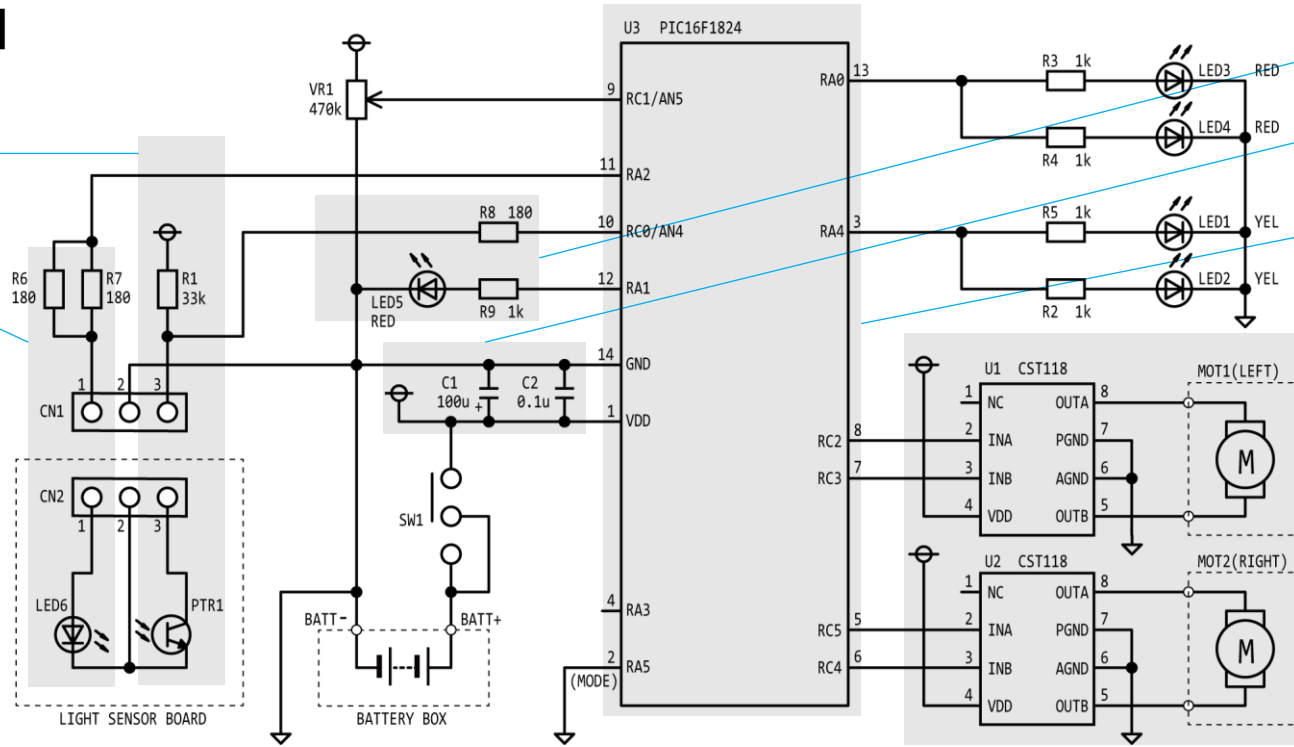 U3 PIC16F1824
VR1
470k
9
RC1/AN5
11
RA2
R8 180
10
RC0/AN4
LED5
RED
R9 1k
12
RA1
14
GND
1
VDD
4
RA3
2
RA5
(MODE)
RA0
13
R3 1k
LED3
RED
R4 1k
LED4
RED
RA4
3
R5 1k
LED1
YEL
R2 1k
LED2
YEL
RC2
8
RC3
7
RC5
5
RC4
6
R6
180
R7
180
R1
33k
CN1
1
2
3
CN2
1
2
3
LED6
PTR1
LIGHT SENSOR BOARD
C1
100u
+
C2
0.1u
SW1
BATT-
BATT+
BATTERY BOX
U1 CST118
1
NC
2
INA
3
INB
4
VDD
OUTA
8
PGND
7
AGND
6
OUTB
5
MOT1(LEFT)
M
U2 CST118
1
NC
2
INA
3
INB
4
VDD
OUTA
8
PGND
7
AGND
6
OUTB
5
MOT2(RIGHT)
M